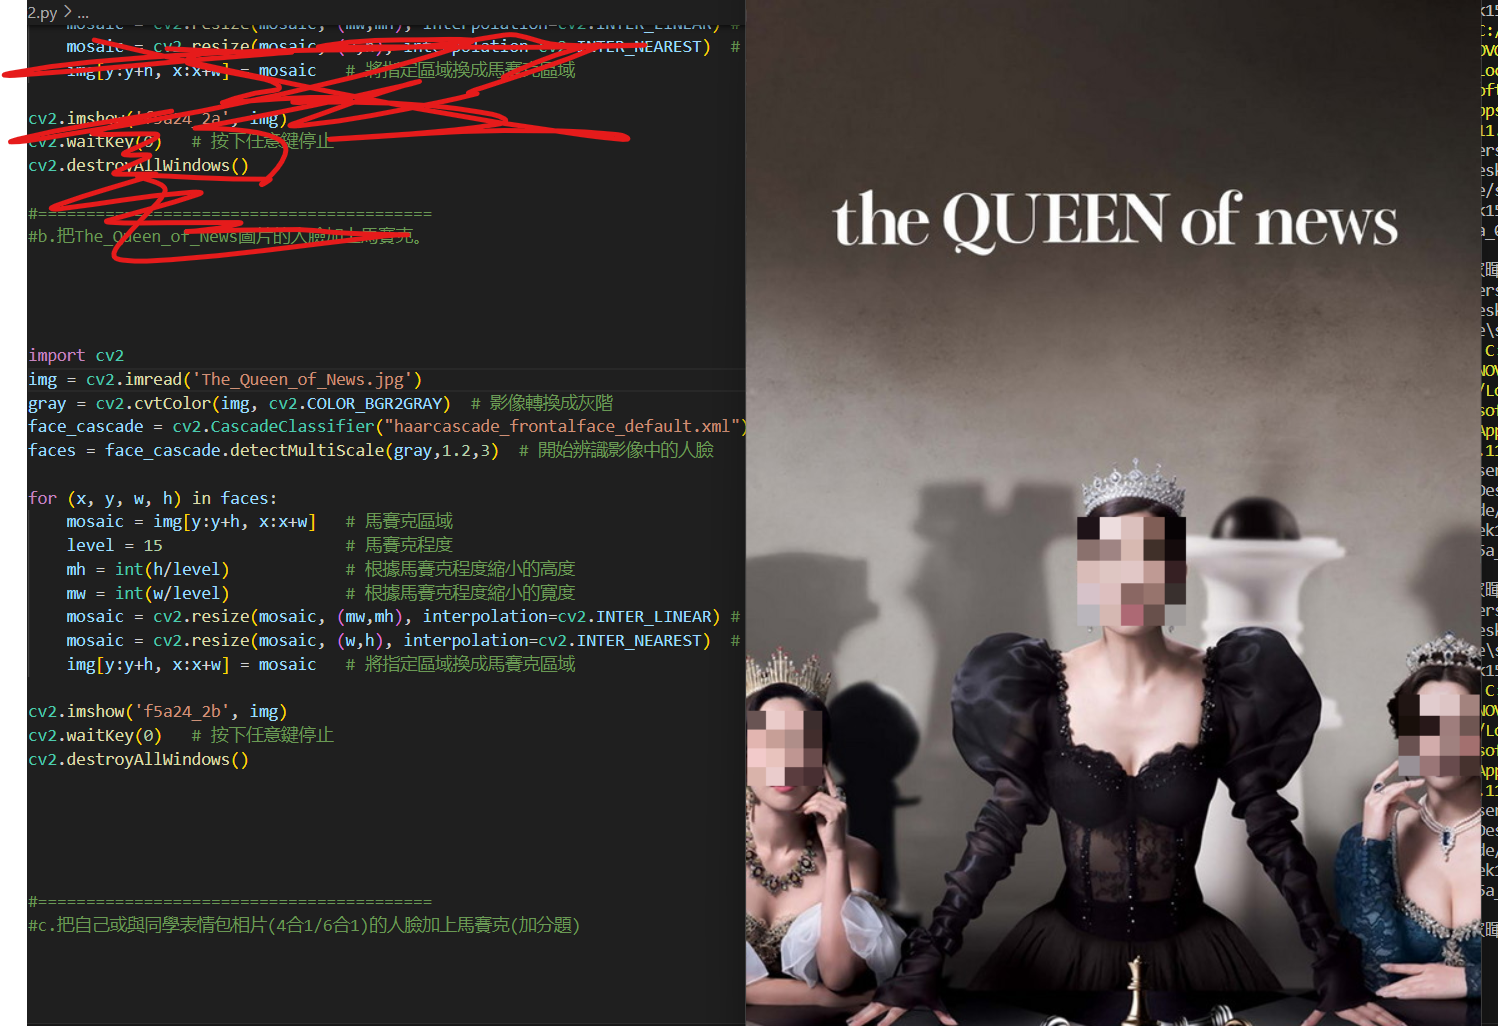 2.py > ...
mosaic = cv2.resize(mosaic, (mw,mh), interpolation=cv2.INTER_LINEAR) #
mosaic = cv2.resize(mosaic, (w,h), interpolation=cv2.INTER_NEAREST) #
img[y:y+h, x:x+w] = mosaic # 將指定區域換成馬賽克區域
cv2.imshow('f5a24_2a', img)
cv2.waitKey(0) # 按下任意鍵停止
cv2.destroyAllWindows()
#=========================================
#b.把The_Queen_of_News圖片的人臉加上馬賽克。
import cv2
img = cv2.imread('The_Queen_of_News.jpg')
gray = cv2.cvtColor(img, cv2.COLOR_BGR2GRAY) # 影像轉換成灰階
face_cascade = cv2.CascadeClassifier("haarcascade_frontalface_default.xml")
faces = face_cascade.detectMultiScale(gray,1.2,3) # 開始辨識影像中的人臉
for (x, y, w, h) in faces:
mosaic = img[y:y+h, x:x+w] # 馬賽克區域
level = 15 # 馬賽克程度
mh = int(h/level) # 根據馬賽克程度縮小的高度
mw = int(w/level) # 根據馬賽克程度縮小的寬度
mosaic = cv2.resize(mosaic, (mw,mh), interpolation=cv2.INTER_LINEAR) #
mosaic = cv2.resize(mosaic, (w,h), interpolation=cv2.INTER_NEAREST) #
img[y:y+h, x:x+w] = mosaic # 將指定區域換成馬賽克區域
cv2.imshow('f5a24_2b', img)
cv2.waitKey(0) # 按下任意鍵停止
cv2.destroyAllWindows()
#=========================================
#c.把自己或與同學表情包相片(4合1/6合1)的人臉加上馬賽克(加分題)
the QUEEN of news